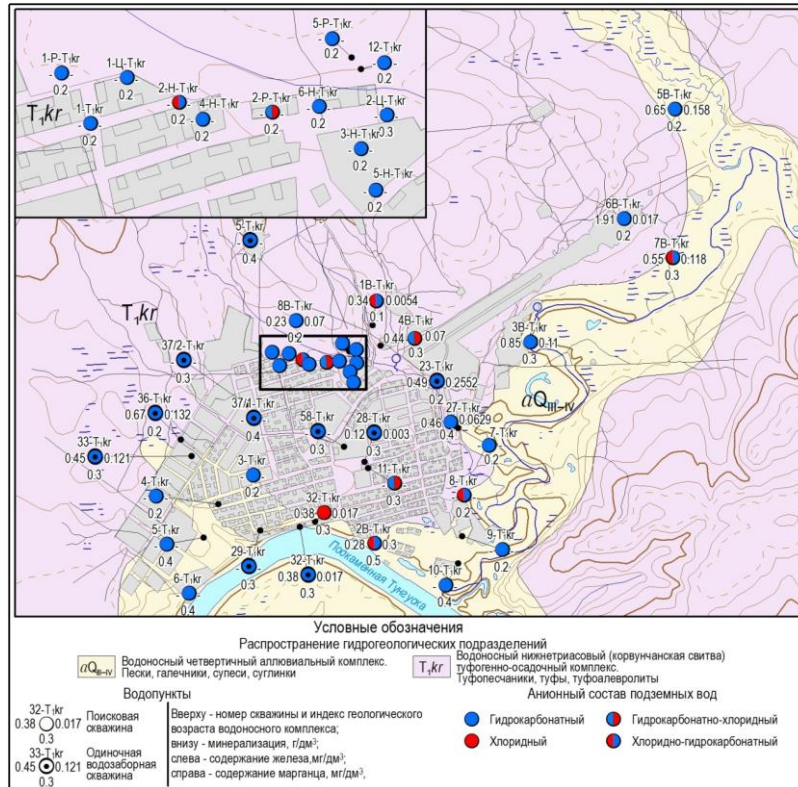 5-P-T₁kr
0.2
12-T₁kr
0.2
1-P-T₁kr
0.2
1-Ц-T₁kr
0.2
2-Н-T₁kr
0.2
4-Н-T₁kr
0.2
2-P-T₁kr
0.2
6-Н-T₁kr
0.2
2-Ц-T₁kr
0.3
T₁kr
1-T₁kr
0.2
3-Н-T₁kr
0.2
5-Н-T₁kr
0.2
5В-T₁kr
0.65 0.158
0.2
6В-T₁kr
1.91 0.017
0.2
7В-T₁kr
0.55 0.118
0.3
5-T₁kr
0.4
1В-T₁kr
0.34 0.0054
0.1
8В-T₁kr
0.23 0.07
0.2
4В-T₁kr
0.44 0.07
0.3
3В-T₁kr
0.85 0.11
0.3
T₁kr
37/2-T₁kr
0.3
23-T₁kr
0.49 0.2552
0.2
aQIII–IV
36-T₁kr
0.67 0.132
0.2
37/1-T₁kr
0.4
58-T₁kr
0.3
28-T₁kr
0.12 0.003
0.3
27-T₁kr
0.46 0.0629
0.4
7-T₁kr
0.2
33-T₁kr
0.45 0.121
0.3
3-T₁kr
0.2
11-T₁kr
0.3
4-T₁kr
0.2
8-T₁kr
0.2
32-T₁kr
0.38 0.017
0.3
5-T₁kr
0.4
2В-T₁kr
0.28 0.3
0.5
9-T₁kr
0.2
29-T₁kr
0.3
32-T₁kr
0.38 0.017
0.3
Подкаменная Тунгуска
10-T₁kr
0.4
6-T₁kr
0.4
Условные обозначения
Распространение гидрогеологических подразделений
aQIII–IV Водоносный четвертичный аллювиальный комплекс.
Пески, галечники, супеси, суглинки
T₁kr Водоносный нижнетриасовый (корвунчанская свита)
туфогенно-осадочный комплекс.
Туфопесчаники, туфы, туфоалевролиты
Водопункты
32-T₁kr
0.38 0.017
0.3
Поисковая
скважина
33-T₁kr
0.45 0.121
0.3
Одиночная
водозаборная
скважина
Вверху - номер скважины и индекс геологического
возраста водоносного комплекса;
внизу - минерализация, г/дм³;
слева - содержание железа,мг/дм³;
справа - содержание марганца, мг/дм³,
Анионный состав подземных вод
Гидрокарбонатный
Гидрокарбонатно-хлоридный
Хлоридный
Хлоридно-гидрокарбонатный